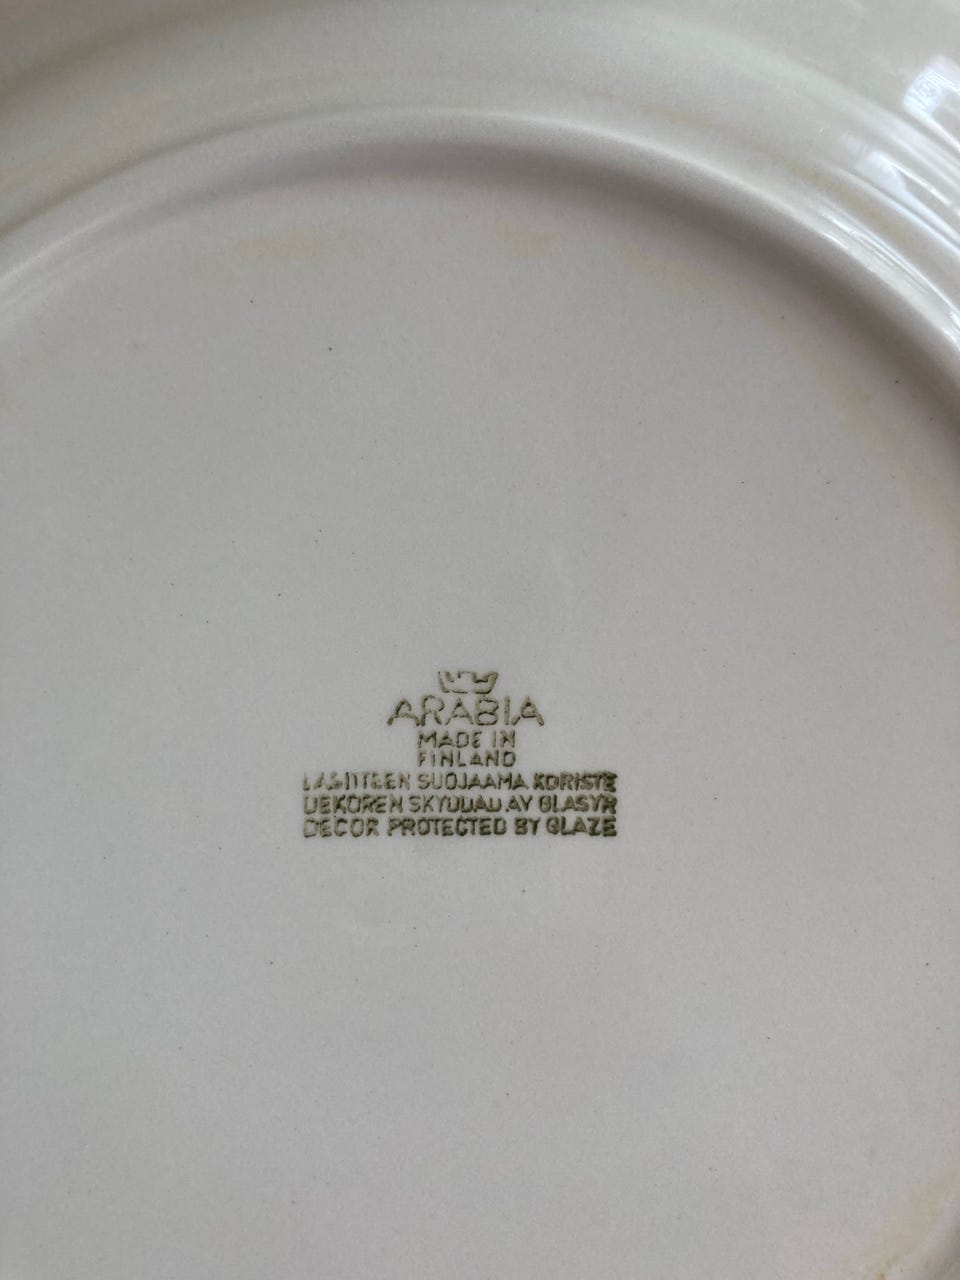 ARABIA
MADE IN
FINLAND
LASITTEEN SUOJAAMA KORISTE
DEKOREN SKYDDAD AV GLASYR
DECOR PROTECTED BY GLAZE